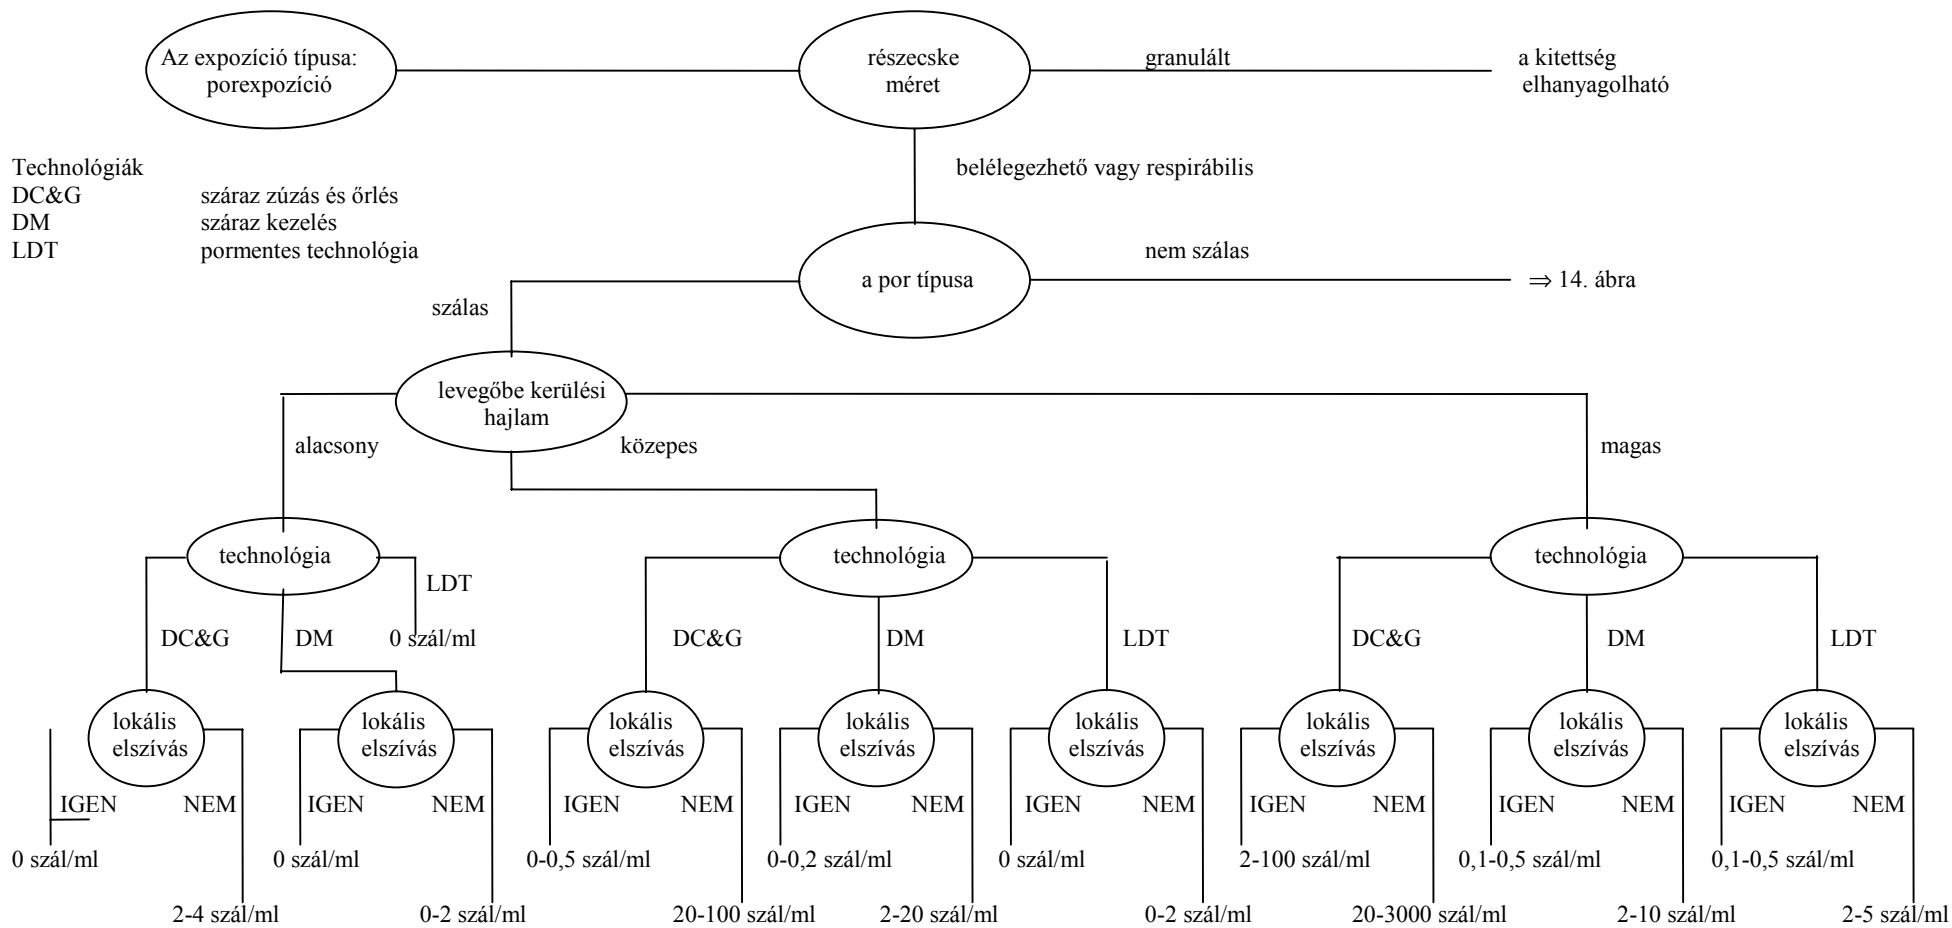 Az expozíció típusa:
porexpozíció
részecske
méret
granulált
a kitettség
elhanyagolható
Technológiák
DC&G száraz zúzás és őrlés
DM száraz kezelés
LDT pormentes technológia
belélegezhető vagy respirábilis
a por típusa
nem szálas
⇒ 14. ábra
szálas
levegőbe kerülési
hajlam
alacsony
közepes
magas
technológia
technológia
technológia
LDT
0 szál/ml
DC&G
DM
DC&G
DM
LDT
DC&G
DM
LDT
lokális
elszívás
lokális
elszívás
lokális
elszívás
lokális
elszívás
lokális
elszívás
lokális
elszívás
lokális
elszívás
lokális
elszívás
IGEN NEM
IGEN NEM
IGEN NEM
IGEN NEM
IGEN NEM
IGEN NEM
IGEN NEM
IGEN NEM
0 szál/ml
0 szál/ml
0-0,5 szál/ml
0-0,2 szál/ml
0 szál/ml
2-100 szál/ml
0,1-0,5 szál/ml
0,1-0,5 szál/ml
2-4 szál/ml
0-2 szál/ml
20-100 szál/ml
2-20 szál/ml
0-2 szál/ml
20-3000 szál/ml
2-10 szál/ml
2-5 szál/ml